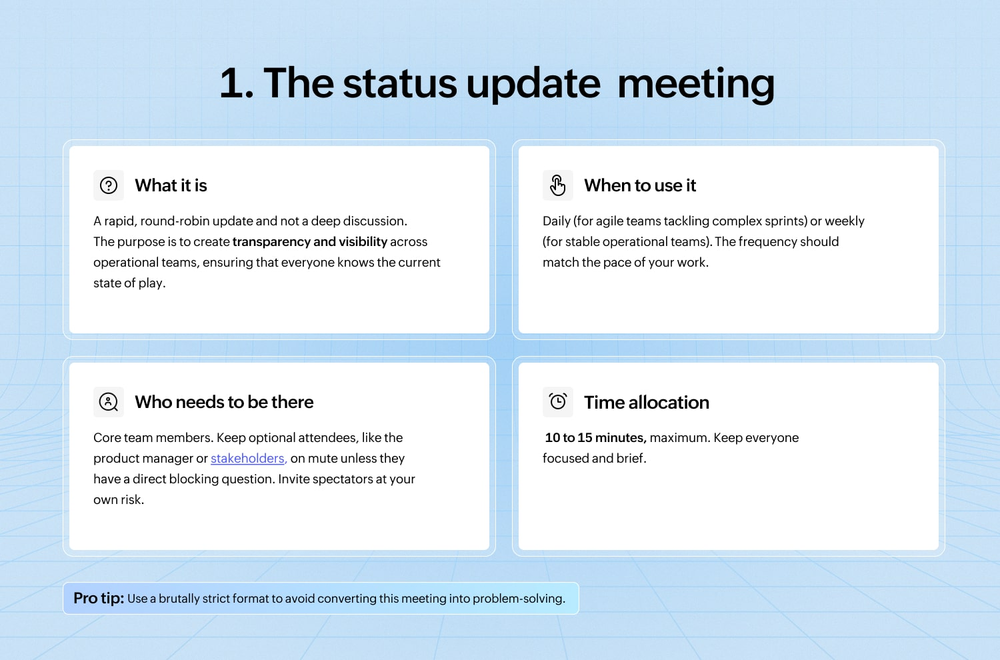 1. The status update meeting
What it is
A rapid, round-robin update and not a deep discussion.
The purpose is to create transparency and visibility across
operational teams, ensuring that everyone knows the current
state of play.
When to use it
Daily (for agile teams tackling complex sprints) or weekly
(for stable operational teams). The frequency should
match the pace of your work.
Who needs to be there
Core team members. Keep optional attendees, like the
product manager or stakeholders, on mute unless they
have a direct blocking question. Invite spectators at your
own risk.
Time allocation
10 to 15 minutes, maximum. Keep everyone
focused and brief.
Pro tip: Use a brutally strict format to avoid converting this meeting into problem-solving.